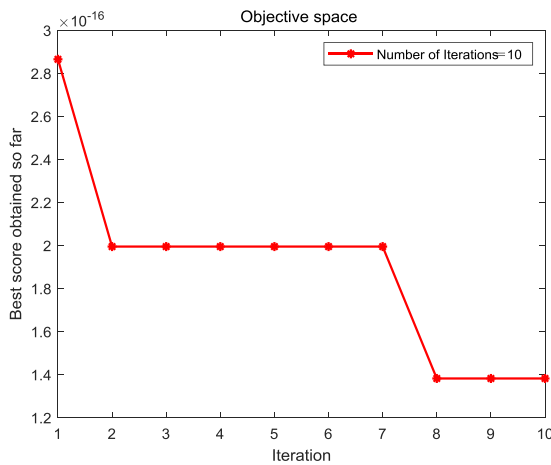 Objective space
×10-16
3
2.8
2.6
2.4
2.2
2
1.8
1.6
1.4
1.2
Best score obtained so far
Number of Iterations=10
1 2 3 4 5 6 7 8 9 10
Iteration